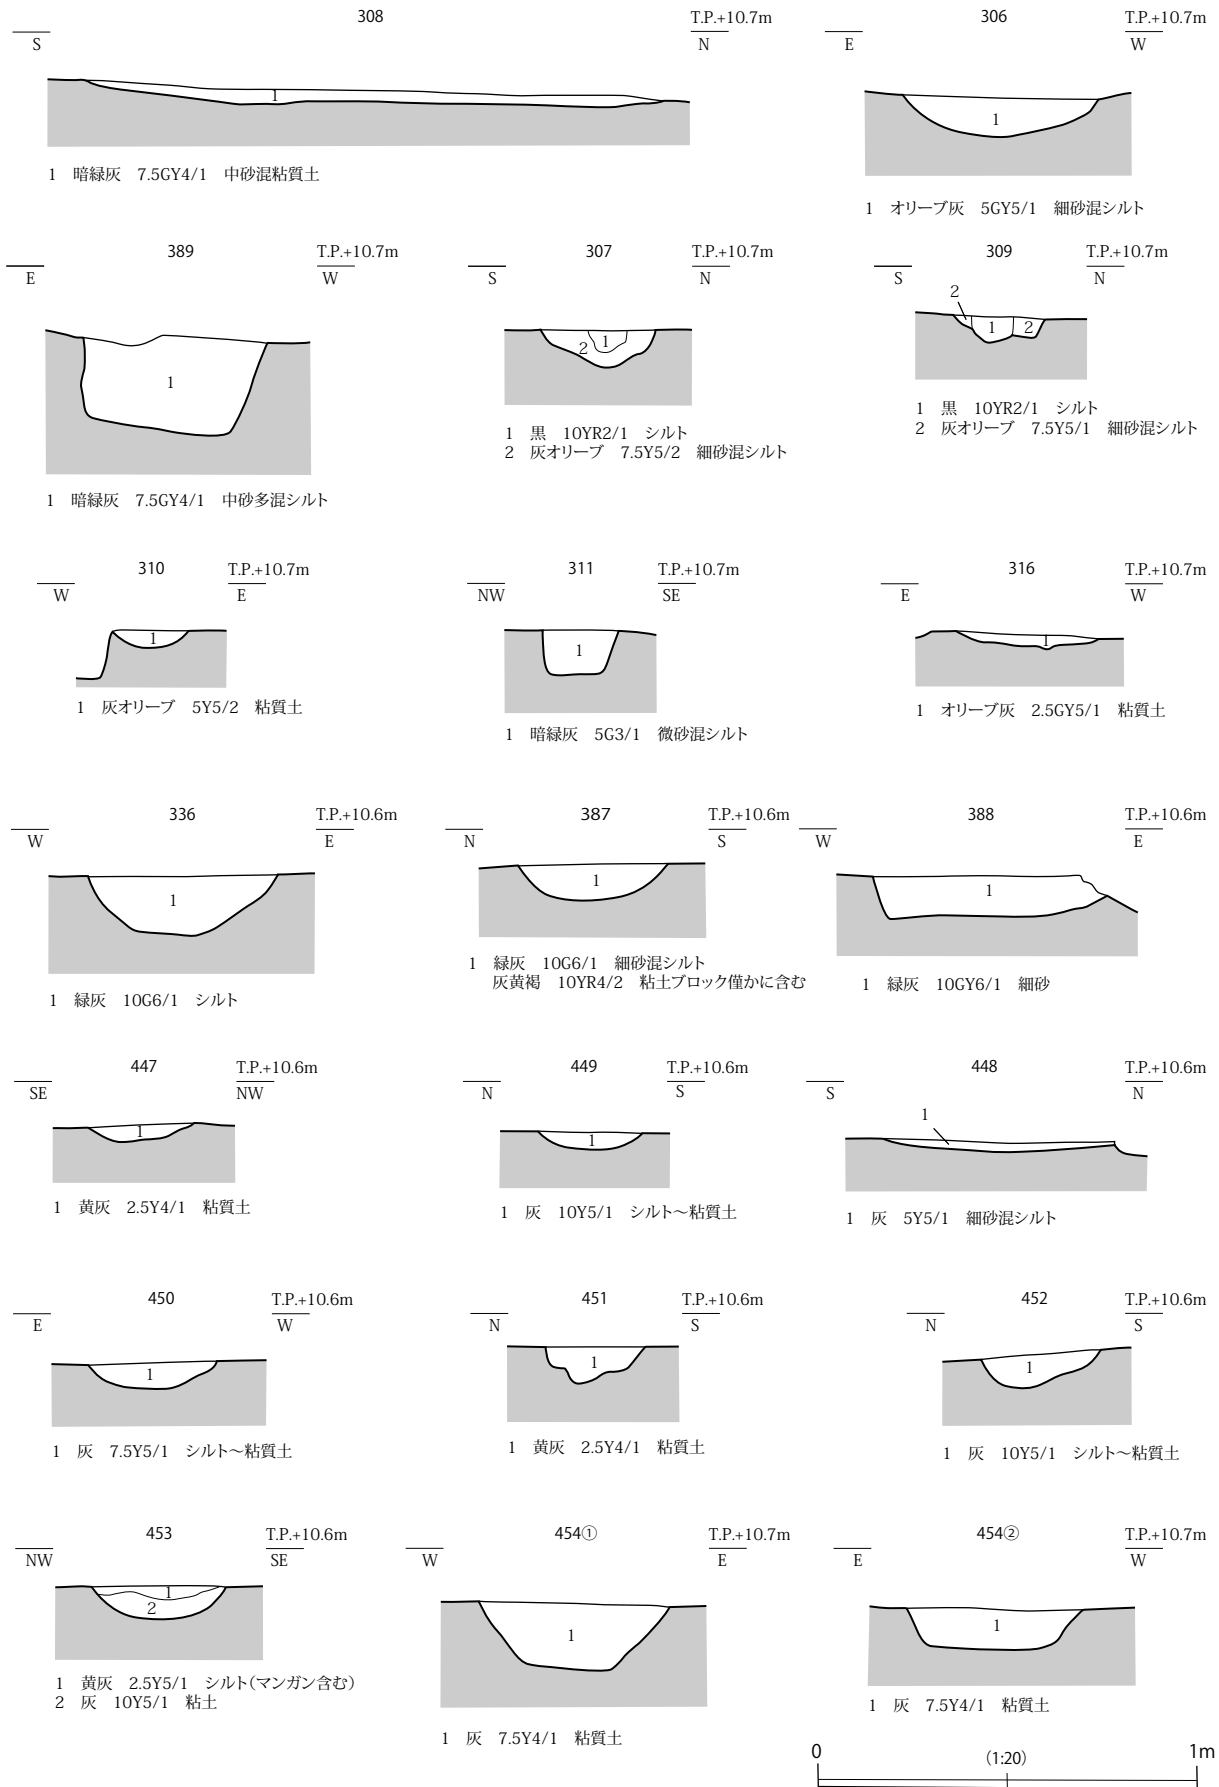 308 T.P.+10.7m
S N
1
1 暗緑灰 7.5GY4/1 中砂混粘質土
306 T.P.+10.7m
E W
1
1 オリーブ灰 5GY5/1 細砂混シルト
389 T.P.+10.7m
E W
1
1 暗緑灰 7.5GY4/1 中砂多混シルト
307 T.P.+10.7m
S N
1
2
1 黒 10YR2/1 シルト
2 灰オリーブ 7.5Y5/2 細砂混シルト
309 T.P.+10.7m
S N
2
1 2
1 黒 10YR2/1 シルト
2 灰オリーブ 7.5Y5/1 細砂混シルト
310 T.P.+10.7m
W E
1
1 灰オリーブ 5Y5/2 粘質土
311 T.P.+10.7m
NW SE
1
1 暗緑灰 5G3/1 微砂混シルト
316 T.P.+10.7m
E W
1
1 オリーブ灰 2.5GY5/1 粘質土
336 T.P.+10.6m
W E
1
1 緑灰 10G6/1 シルト
387 T.P.+10.6m
N S
1
1 緑灰 10G6/1 細砂混シルト
灰黄褐 10YR4/2 粘土ブロック僅かに含む
388 T.P.+10.6m
W E
1
1 緑灰 10GY6/1 細砂
447 T.P.+10.6m
SE NW
1
1 黄灰 2.5Y4/1 粘質土
449 T.P.+10.6m
N S
1
1 灰 10Y5/1 シルト～粘質土
448 T.P.+10.6m
S N
1
1 灰 5Y5/1 細砂混シルト
450 T.P.+10.6m
E W
1
1 灰 7.5Y5/1 シルト～粘質土
451 T.P.+10.6m
N S
1
1 黄灰 2.5Y4/1 粘質土
452 T.P.+10.6m
N S
1
1 灰 10Y5/1 シルト～粘質土
453 T.P.+10.6m
NW SE
1
2
1 黄灰 2.5Y5/1 シルト(マンガン含む)
2 灰 10Y5/1 粘土
454① T.P.+10.7m
W E
1
1 灰 7.5Y4/1 粘質土
454② T.P.+10.7m
E W
1
1 灰 7.5Y4/1 粘質土
0 (1:20) 1m